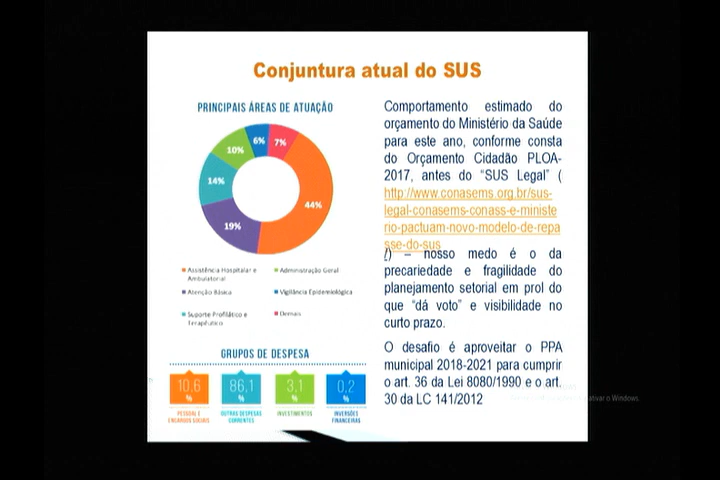 Conjuntura atual do SUS
PRINCIPAIS ÁREAS DE ATUAÇÃO
6%
7%
10%
14%
44%
19%
Assistência Hospitalar e
Ambulatorial
Administração Geral
Atenção Básica
Vigilância Epidemiológica
Suporte Profilático e
Terapêutico
Demais
GRUPOS DE DESPESA
10,6
%
86,1
%
3,1
%
0,2
%
PESSOAL E
ENCARGOS SOCIAIS
OUTRAS DESPESAS
CORRENTES
INVESTIMENTOS
INVERSÕES
FINANCEIRAS
Comportamento estimado do
orçamento do Ministério da Saúde
para este ano, conforme consta
do Orçamento Cidadão PLOA-
2017, antes do “SUS Legal” (
http://www.conasems.org.br/sus-
legal-conasems-conass-e-ministe
rio-pactuam-novo-modelo-de-repa
sse-do-sus
/) – nosso medo é o da
precariedade e fragilidade do
planejamento setorial em prol do
que “dá voto” e visibilidade no
curto prazo.
O desafio é aproveitar o PPA
municipal 2018-2021 para cumprir
o art. 36 da Lei 8080/1990 e o art.
30 da LC 141/2012
ativar o Windows.